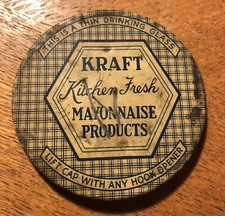 THIS IS A THIN DRINKING GLASS
KRAFT
Kitchen Fresh
MAYONNAISE
PRODUCTS
LIFT CAP WITH ANY HOOK OPENER